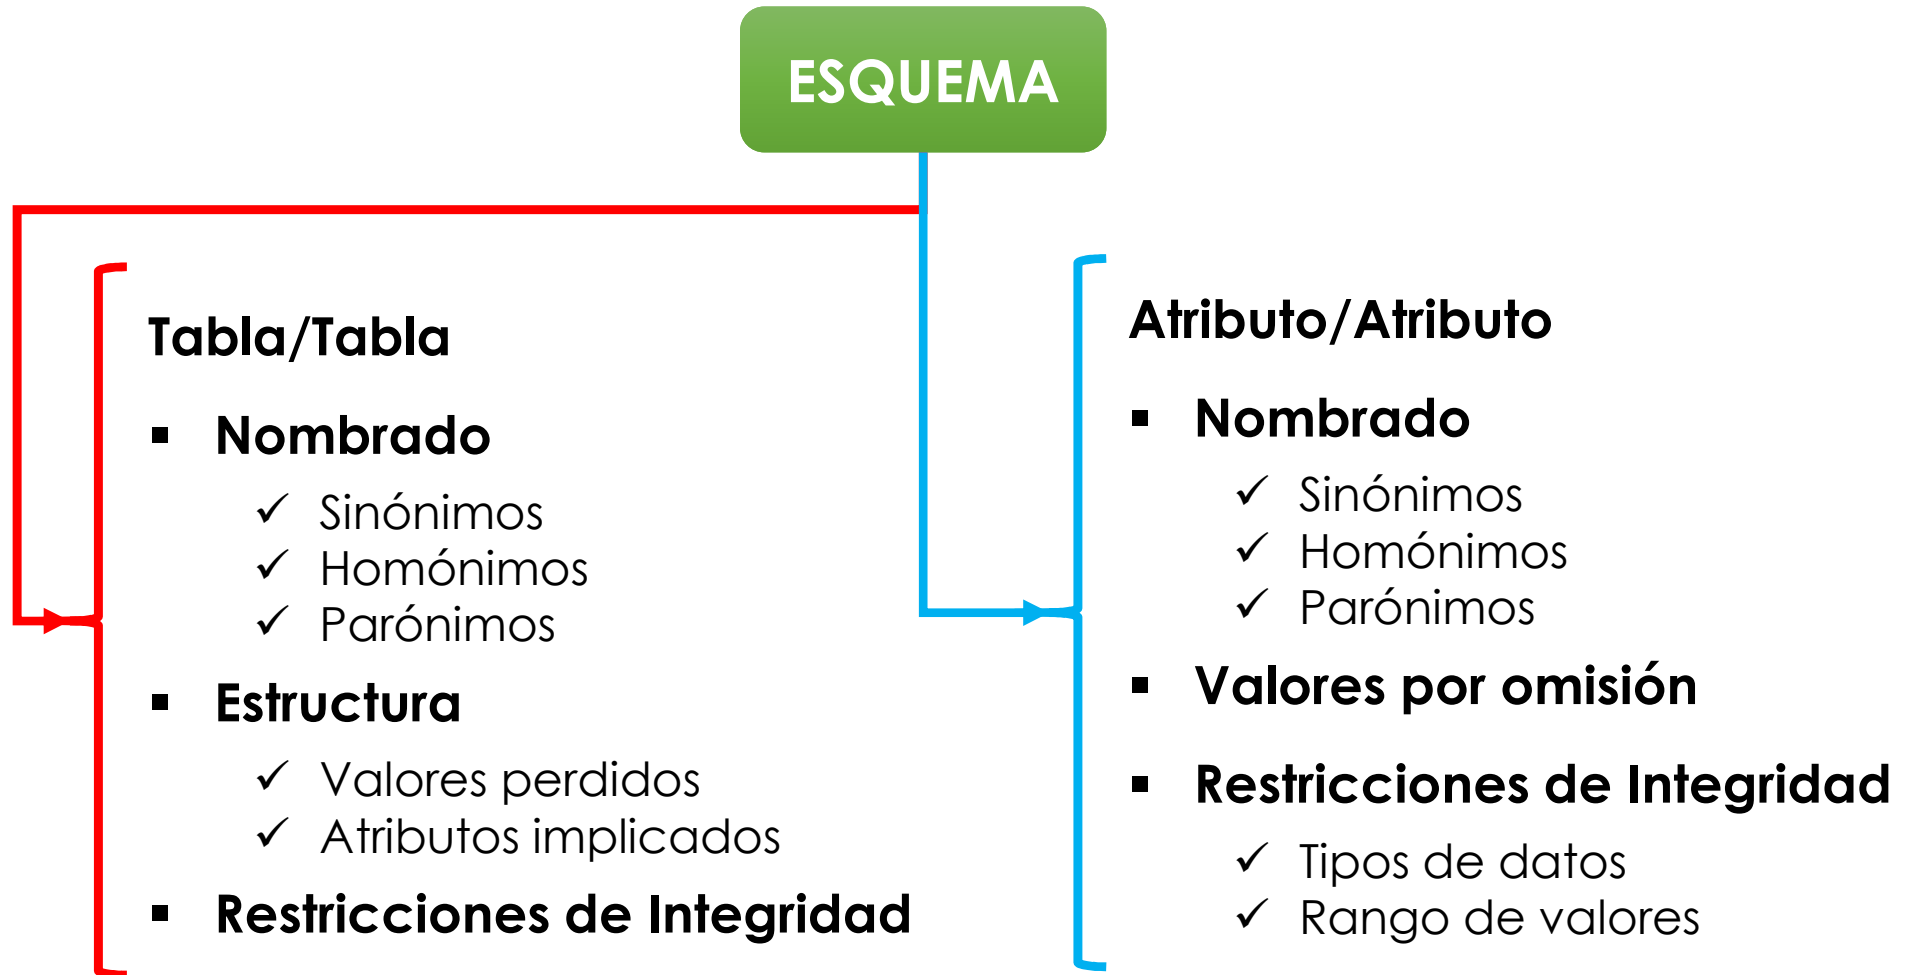 ESQUEMA
Tabla/Tabla
▪ Nombrado
✓ Sinónimos
✓ Homónimos
✓ Parónimos
▪ Estructura
✓ Valores perdidos
✓ Atributos implicados
▪ Restricciones de Integridad
Atributo/Atributo
▪ Nombrado
✓ Sinónimos
✓ Homónimos
✓ Parónimos
▪ Valores por omisión
▪ Restricciones de Integridad
✓ Tipos de datos
✓ Rango de valores